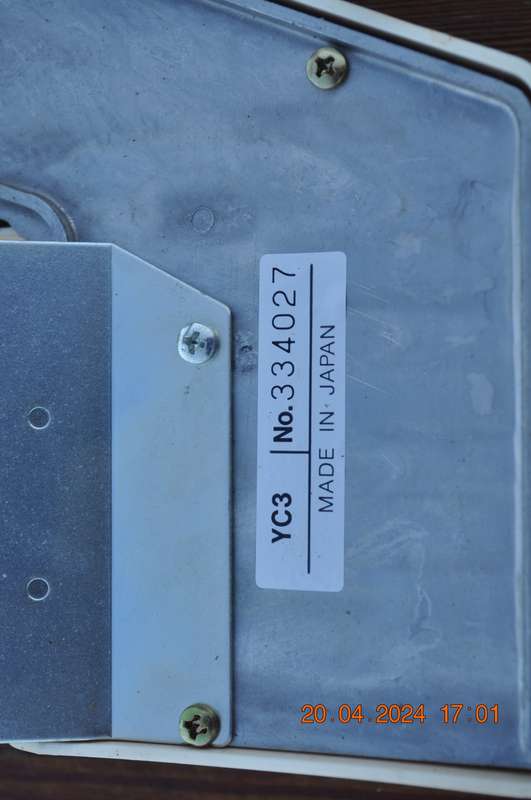 YC3 No. 334027
MADE IN JAPAN
20.04.2024 17:01